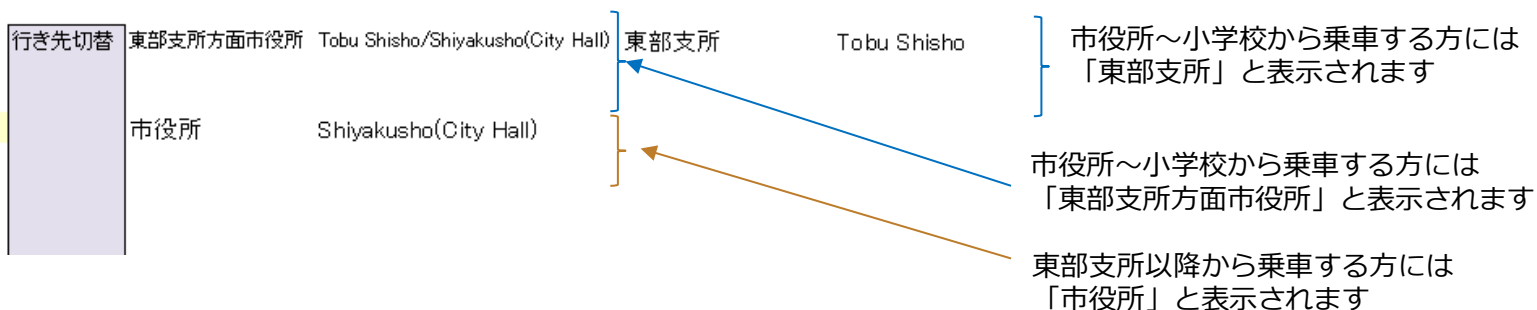 行き先切替 東部支所方面市役所 Tobu Shisho/Shiyakusho(City Hall) 東部支所 Tobu Shisho
市役所～小学校から乗車する方には
「東部支所」と表示されます
市役所 Shiyakusho(City Hall)
市役所～小学校から乗車する方には
「東部支所方面市役所」と表示されます
東部支所以降から乗車する方には
「市役所」と表示されます